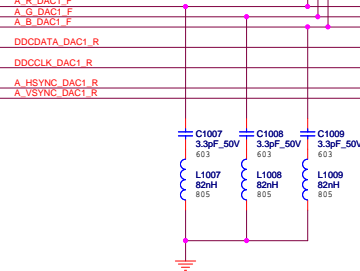 A_R_DAC1_F
A_G_DAC1_F
A_B_DAC1_F
DDCDATA_DAC1_R
DDCCLK_DAC1_R
A_HSYNC_DAC1_R
A_VSYNC_DAC1_R
C1007 C1008 C1009
3.3pF_50V 3.3pF_50V 3.3pF_50V
603 603 603
L1007 L1008 L1009
82nH 82nH 82nH
805 805 805